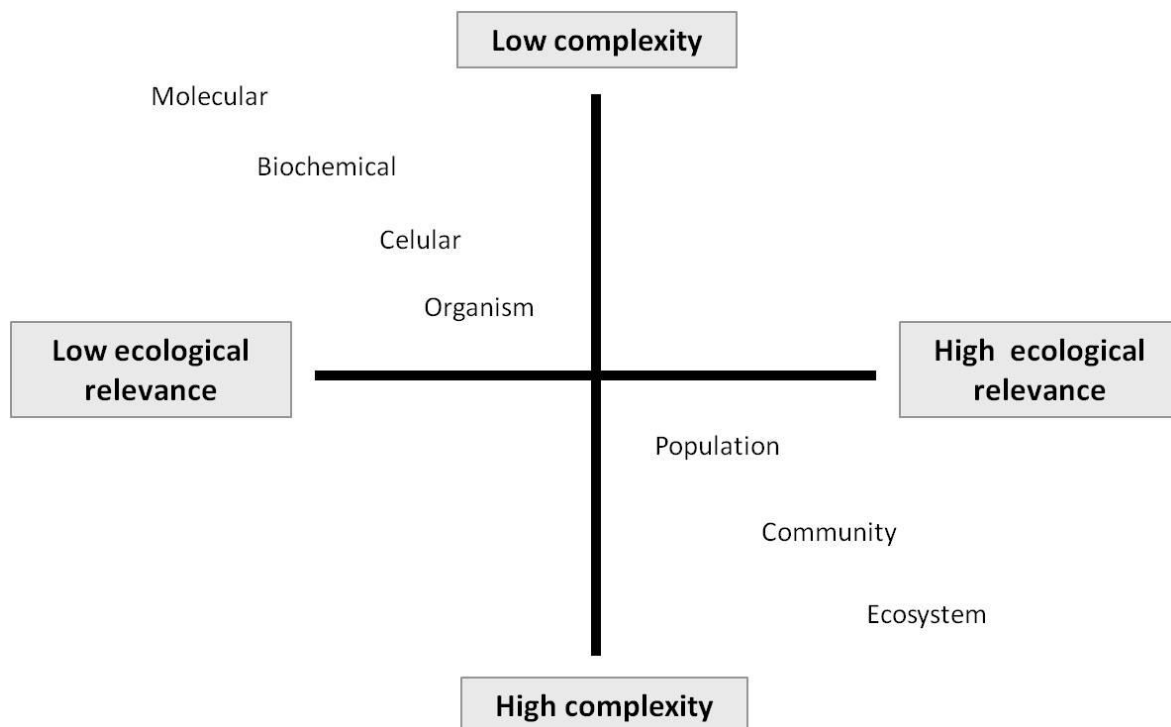 Low complexity
Molecular
Biochemical
Celular
Organism
Low ecological
relevance
High ecological
relevance
Population
Community
Ecosystem
High complexity